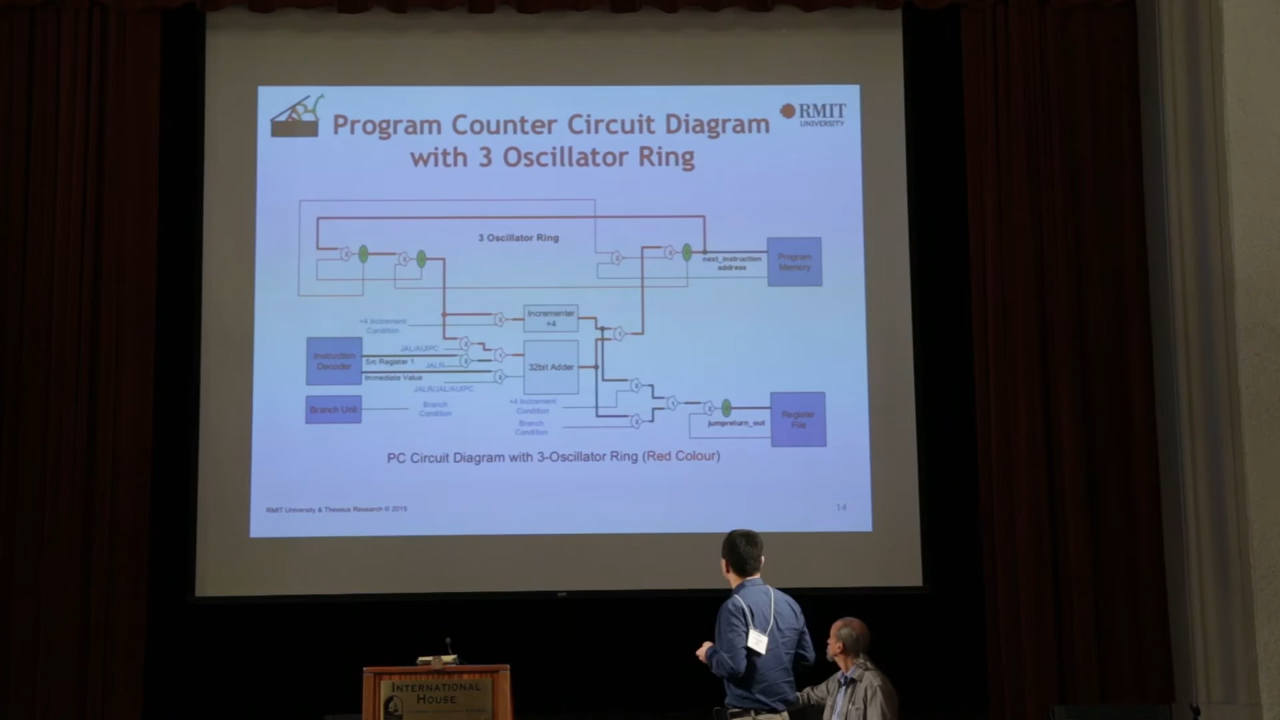 Program Counter Circuit Diagram
with 3 Oscillator Ring
RMIT
UNIVERSITY
3 Oscillator Ring
next_instruction
address
Program
Memory
+4 Increment
Condition
Incrementer
+4
Instruction
Decoder
JAL/AUIPC
Src Register 1
JALR
Immediate Value
JALR/JAL/AUIPC
32bit Adder
Branch Unit
Branch
Condition
+4 Increment
Condition
Branch
Condition
jumpreturn_out
Register
File
PC Circuit Diagram with 3-Oscillator Ring (Red Colour)
RMIT University & Theseus Research © 2015
INTERNATIONAL
HOUSE